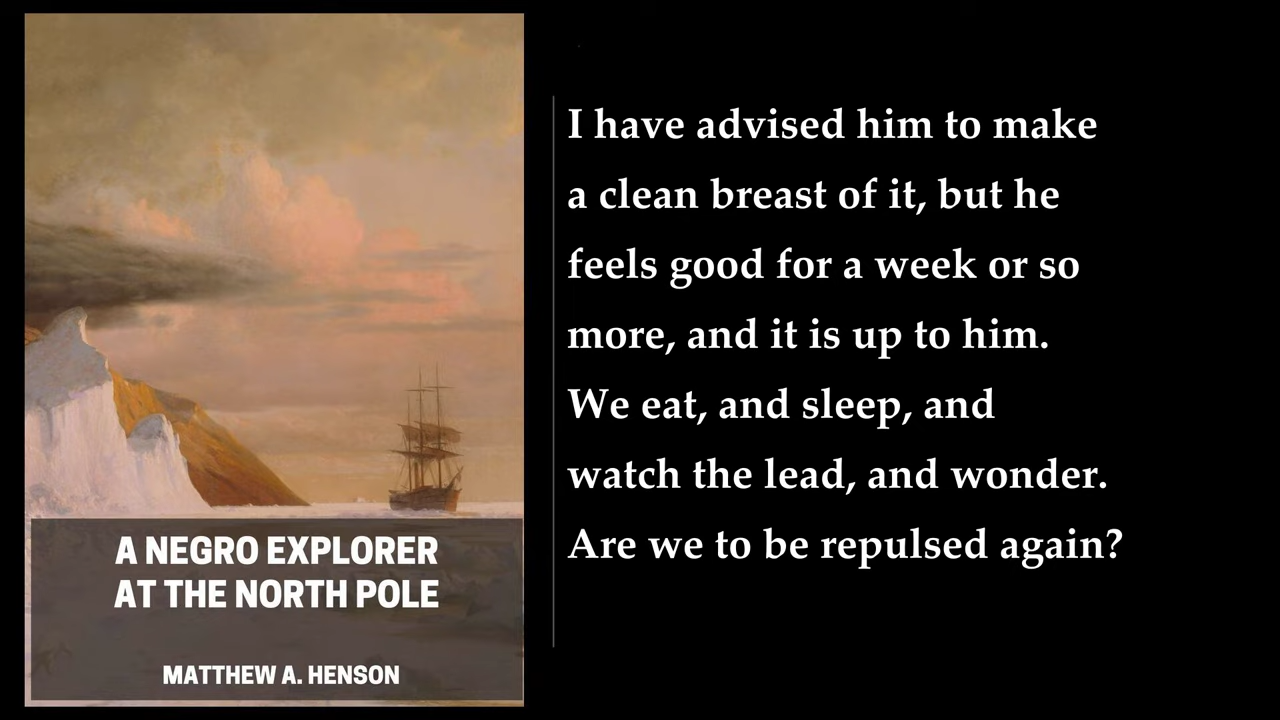 A NEGRO EXPLORER
AT THE NORTH POLE
MATTHEW A. HENSON
I have advised him to make
a clean breast of it, but he
feels good for a week or so
more, and it is up to him.
We eat, and sleep, and
watch the lead, and wonder.
Are we to be repulsed again?